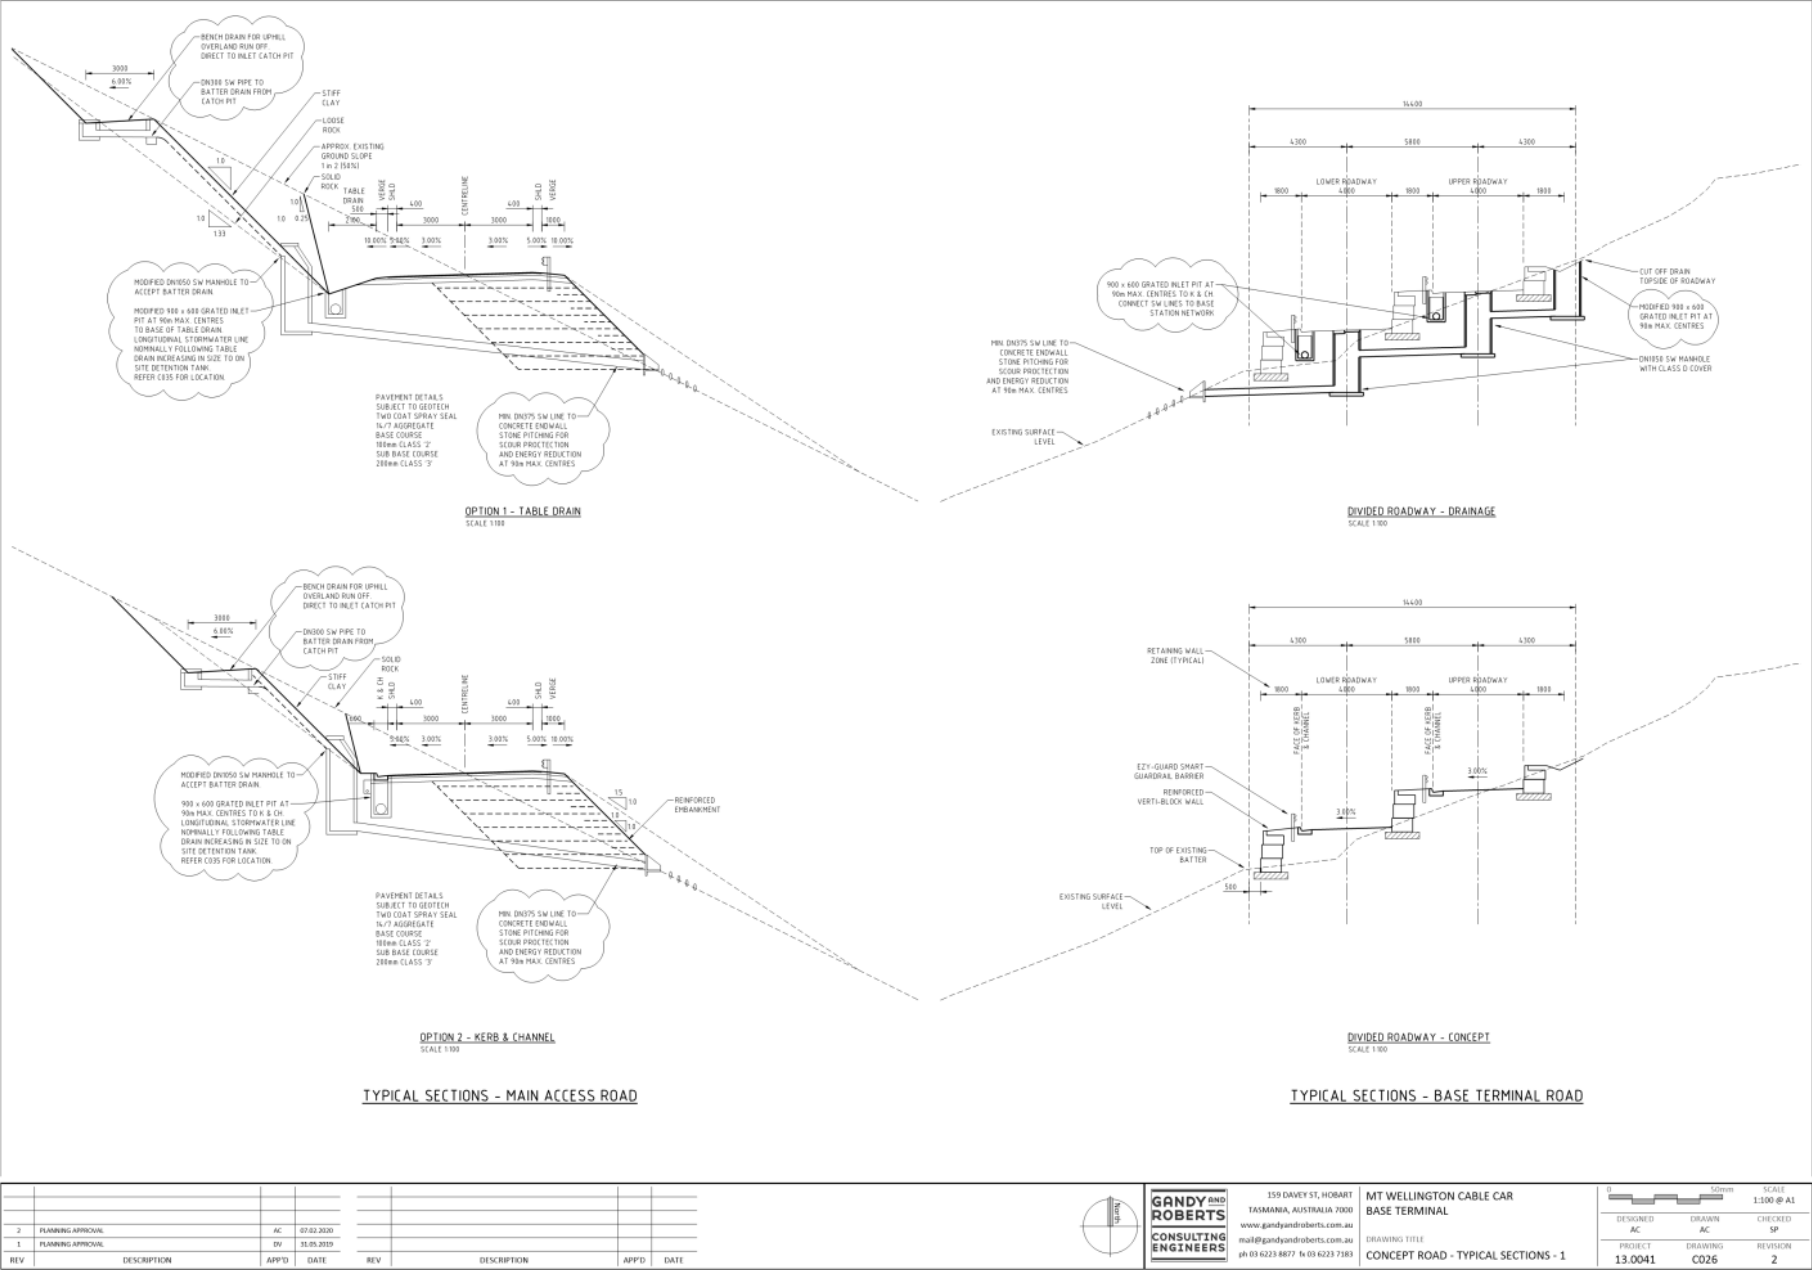 BENCH DRAIN FOR UPHILL
OVERLAND RUN OFF.
DIRECT TO INLET CATCH PIT
DN300 SW PIPE TO
BATTER DRAIN FROM
CATCH PIT
3000
6.00%
STIFF
CLAY
LOOSE
ROCK
APPROX. EXISTING
GROUND SLOPE
1 in 2 (50%)
SOLID
ROCK
TABLE
DRAIN
VERGE
SHLD
CENTRELINE
SHLD
VERGE
1.0
1.0
1.0
1.33
1.0
0.25
500
400
400
3000
3000
1000
10.00%
5.00%
3.00%
3.00%
5.00%
10.00%
MODIFIED DN1050 SW MANHOLE TO
ACCEPT BATTER DRAIN.
MODIFIED 900 x 600 GRATED INLET
PIT AT 90m MAX. CENTRES
TO BASE OF TABLE DRAIN.
LONGITUDINAL STORMWATER LINE
NOMINALLY FOLLOWING TABLE
DRAIN INCREASING IN SIZE TO ON
SITE DETENTION TANK.
REFER C035 FOR LOCATION.
PAVEMENT DETAILS
SUBJECT TO GEOTECH
TWO COAT SPRAY SEAL
14/7 AGGREGATE
BASE COURSE
100mm CLASS '2'
SUB BASE COURSE
200mm CLASS '3'
MIN. DN375 SW LINE TO
CONCRETE ENDWALL
STONE PITCHING FOR
SCOUR PROCTECTION
AND ENERGY REDUCTION
AT 90m MAX. CENTRES
OPTION 1 - TABLE DRAIN
SCALE 1:100
14400
4300
5800
4300
LOWER ROADWAY
UPPER ROADWAY
1800
4000
1800
4000
1800
900 x 600 GRATED INLET PIT AT
90m MAX. CENTRES TO K & CH.
CONNECT SW LINES TO BASE
STATION NETWORK
CUT OFF DRAIN
TOPSIDE OF ROADWAY
MODIFIED 900 x 600
GRATED INLET PIT AT
90m MAX. CENTRES
MIN. DN375 SW LINE TO
CONCRETE ENDWALL
STONE PITCHING FOR
SCOUR PROCTECTION
AND ENERGY REDUCTION
AT 90m MAX. CENTRES
DN1050 SW MANHOLE
WITH CLASS D COVER
EXISTING SURFACE
LEVEL
DIVIDED ROADWAY - DRAINAGE
SCALE 1:100
BENCH DRAIN FOR UPHILL
OVERLAND RUN OFF.
DIRECT TO INLET CATCH PIT
DN300 SW PIPE TO
BATTER DRAIN FROM
CATCH PIT
3000
6.00%
SOLID
ROCK
STIFF
CLAY
K & CH
SHLD
CENTRELINE
SHLD
VERGE
600
400
400
3000
3000
1000
5.00%
3.00%
3.00%
5.00%
10.00%
MODIFIED DN1050 SW MANHOLE TO
ACCEPT BATTER DRAIN.
900 x 600 GRATED INLET PIT AT
90m MAX. CENTRES TO K & CH.
LONGITUDINAL STORMWATER LINE
NOMINALLY FOLLOWING TABLE
DRAIN INCREASING IN SIZE TO ON
SITE DETENTION TANK.
REFER C035 FOR LOCATION.
1.5
1.0
1.0
1.0
REINFORCED
EMBANKMENT
PAVEMENT DETAILS
SUBJECT TO GEOTECH
TWO COAT SPRAY SEAL
14/7 AGGREGATE
BASE COURSE
100mm CLASS '2'
SUB BASE COURSE
200mm CLASS '3'
MIN. DN375 SW LINE TO
CONCRETE ENDWALL
STONE PITCHING FOR
SCOUR PROCTECTION
AND ENERGY REDUCTION
AT 90m MAX. CENTRES
OPTION 2 - KERB & CHANNEL
SCALE 1:100
TYPICAL SECTIONS - MAIN ACCESS ROAD
14400
4300
5800
4300
RETAINING WALL
ZONE (TYPICAL)
LOWER ROADWAY
UPPER ROADWAY
1800
4000
1800
4000
1800
FACE OF KERB
& CHANNEL
FACE OF KERB
& CHANNEL
EZY-GUARD SMART
GUARDRAIL BARRIER
REINFORCED
VERTI-BLOCK WALL
3.00%
3.00%
TOP OF EXISTING
BATTER
500
EXISTING SURFACE
LEVEL
DIVIDED ROADWAY - CONCEPT
SCALE 1:100
TYPICAL SECTIONS - BASE TERMINAL ROAD
2 PLANNING APPROVAL AC 07.02.2020
1 PLANNING APPROVAL DV 31.05.2019
REV DESCRIPTION APP'D DATE
REV DESCRIPTION APP'D DATE
North
GANDY AND
ROBERTS
CONSULTING
ENGINEERS
159 DAVEY ST, HOBART
TASMANIA, AUSTRALIA 7000
www.gandyandroberts.com.au
mail@gandyandroberts.com.au
ph 03 6223 8877 fx 03 6223 7183
MT WELLINGTON CABLE CAR
BASE TERMINAL
DRAWING TITLE
CONCEPT ROAD - TYPICAL SECTIONS - 1
0 50mm
SCALE
1:100 @ A1
DESIGNED
AC
DRAWN
AC
CHECKED
SP
PROJECT
13.0041
DRAWING
C026
REVISION
2